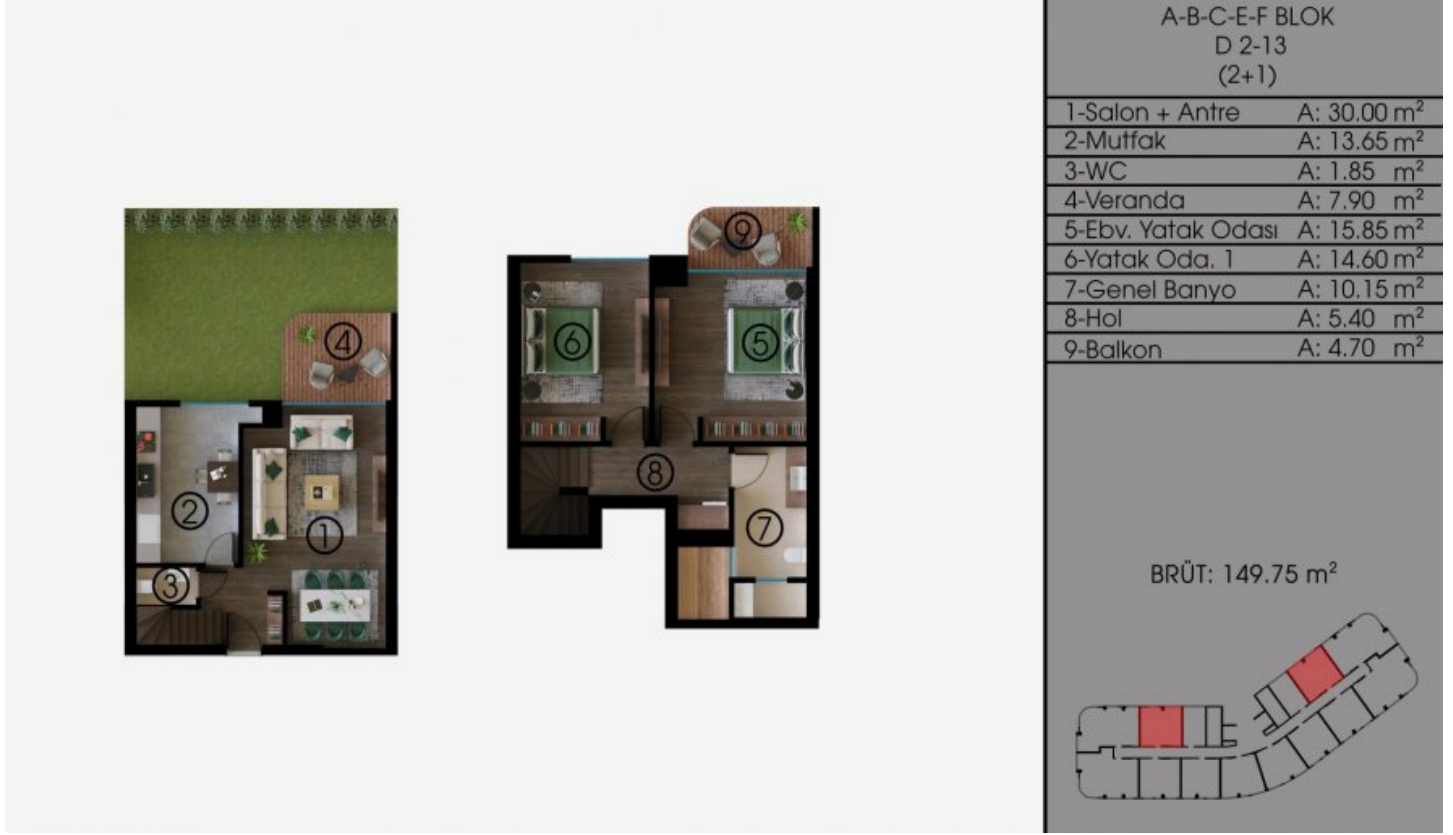 A-B-C-E-F BLOK
D 2-13
(2+1)
1-Salon + Antre A: 30.00 m²
2-Mutfak A: 13.65 m²
3-WC A: 1.85 m²
4-Veranda A: 7.90 m²
5-Ebv. Yatak Odası A: 15.85 m²
6-Yatak Oda. 1 A: 14.60 m²
7-Genel Banyo A: 10.15 m²
8-Hol A: 5.40 m²
9-Balkon A: 4.70 m²
BRÜT: 149.75 m²
9
4
6
5
8
2
1
7
3